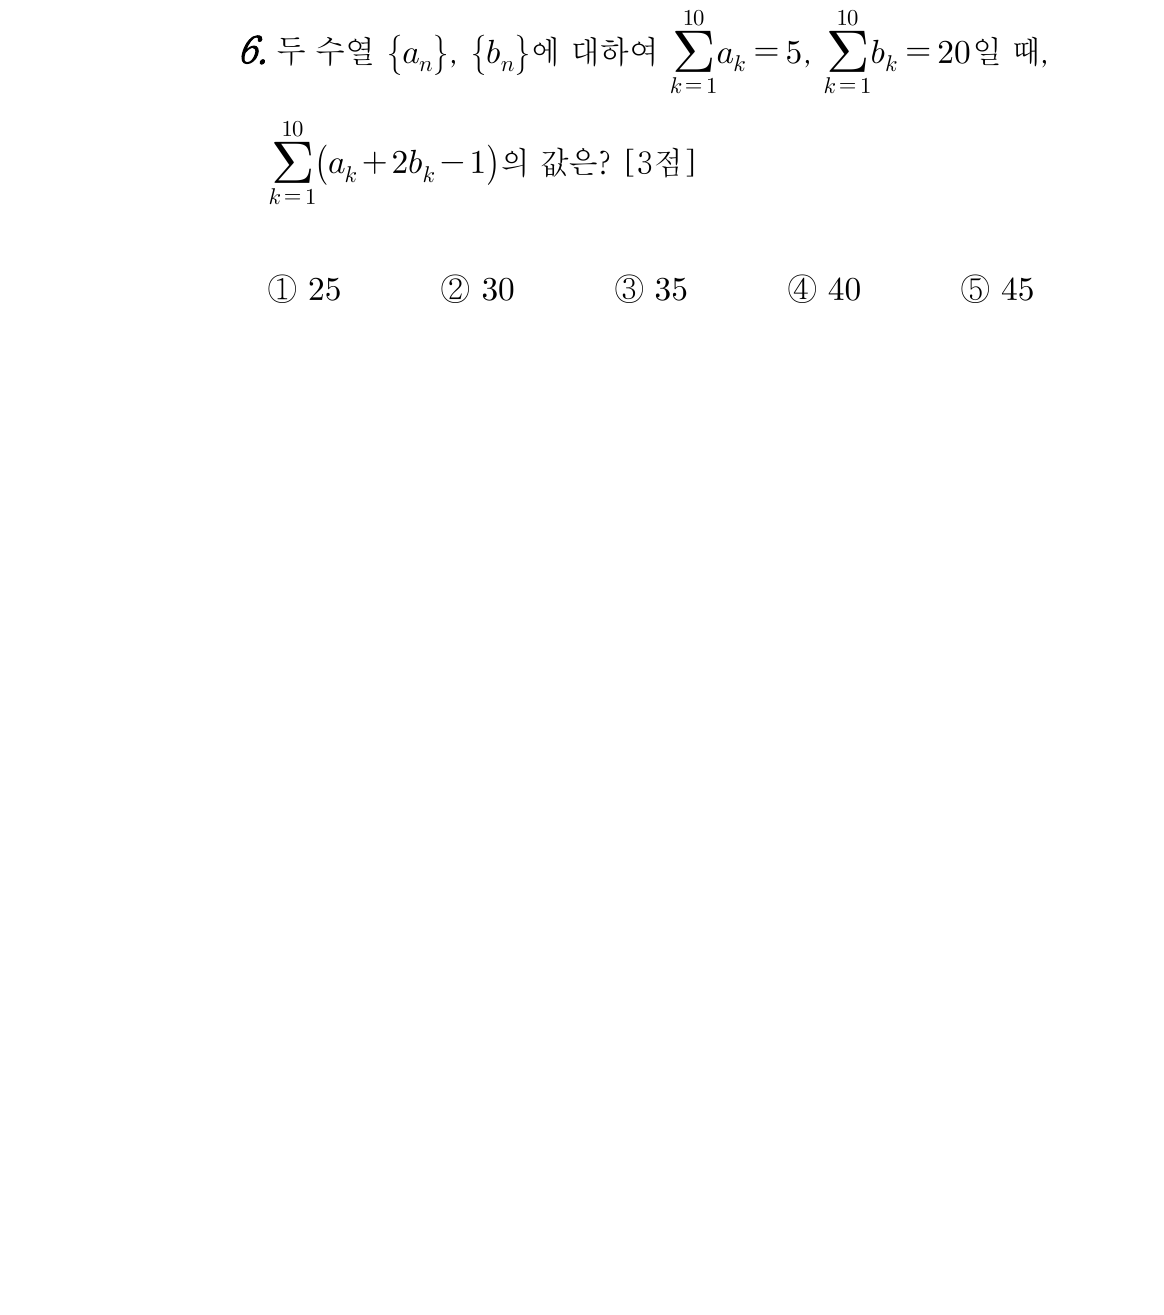 6. 두 수열 {aₙ}, {bₙ}에 대하여 $\sum_{k=1}^{10} a_k = 5$, $\sum_{k=1}^{10} b_k = 20$일 때,
$\sum_{k=1}^{10} (a_k + 2b_k - 1)$의 값은? [3점]
① 25 ② 30 ③ 35 ④ 40 ⑤ 45